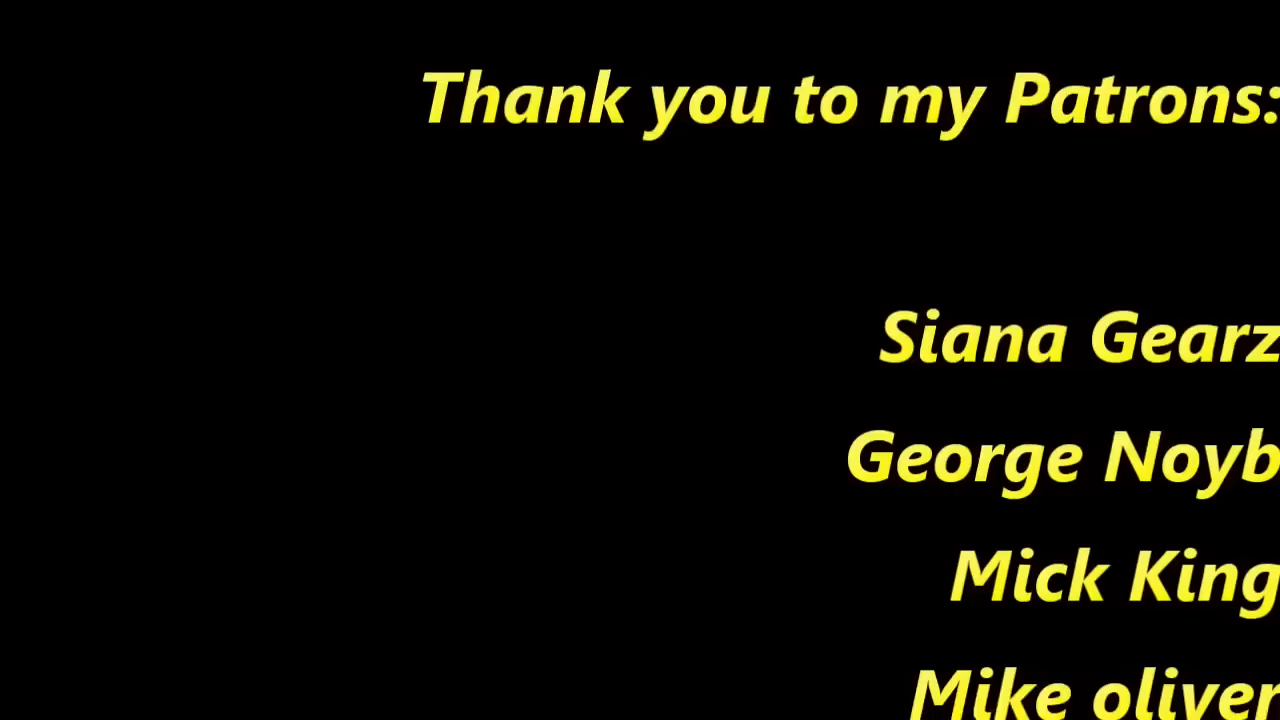 Thank you to my Patrons:
Siana Gearz
George Noyb
Mick King
Mike oliver